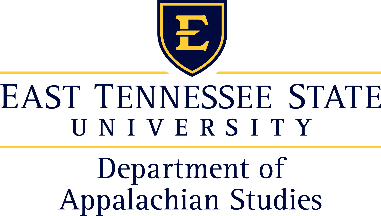 E
EAST TENNESSEE STATE
UNIVERSITY
Department of
Appalachian Studies